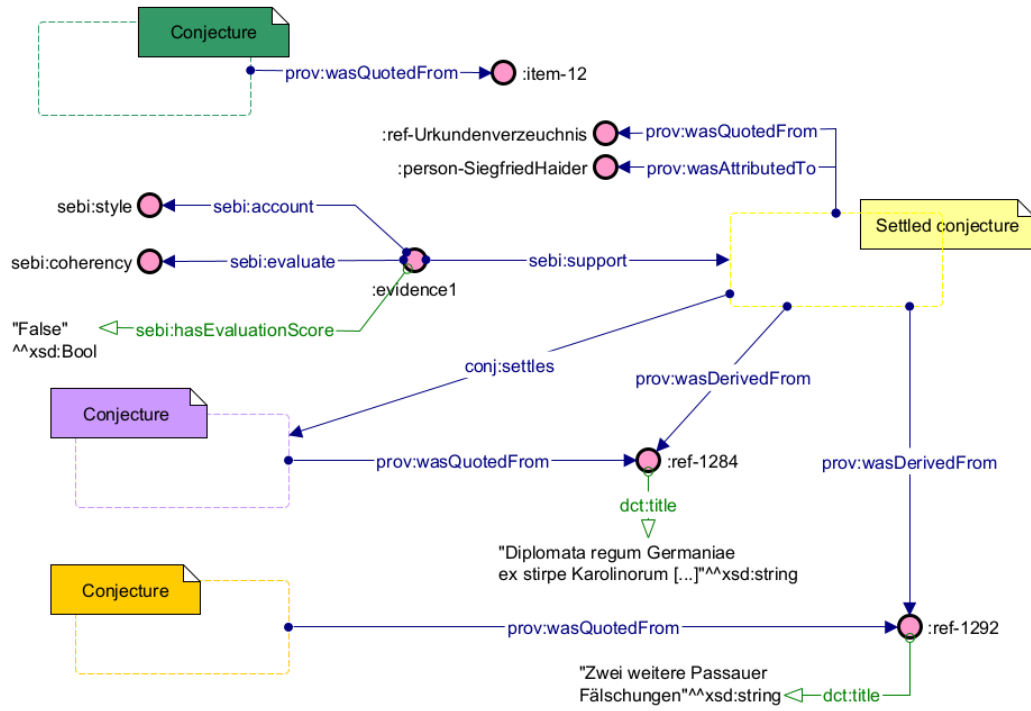 Conjecture
prov:wasQuotedFrom
:item-12
:ref-Urkundenverzeuchnis
prov:wasQuotedFrom
:person-SiegfriedHaider
prov:wasAttributedTo
sebi:style
sebi:account
Settled conjecture
sebi:coherency
sebi:evaluate
sebi:support
:evidence1
"False"
^^xsd:Bool
sebi:hasEvaluationScore
conj:settles
prov:wasDerivedFrom
Conjecture
prov:wasQuotedFrom
:ref-1284
prov:wasDerivedFrom
dct:title
"Diplomata regum Germaniae
ex stirpe Karolinorum [...]"^^xsd:string
Conjecture
prov:wasQuotedFrom
:ref-1292
"Zwei weitere Passauer
Fälschungen"^^xsd:string
dct:title